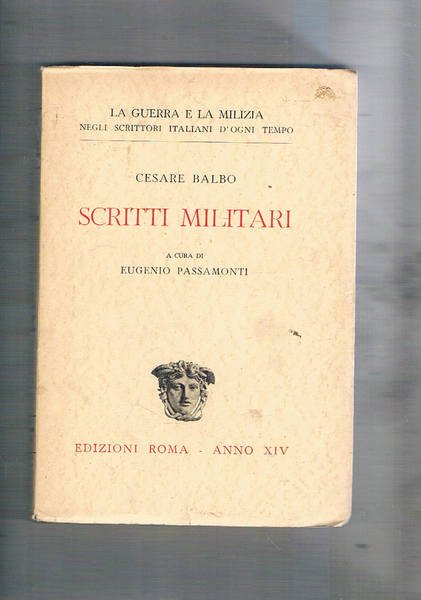 LA GUERRA E LA MILIZIA
NEGLI SCRITTORI ITALIANI D'OGNI TEMPO
CESARE BALBO
SCRITTI MILITARI
A CURA DI
EUGENIO PASSAMONTI
EDIZIONI ROMA - ANNO XIV